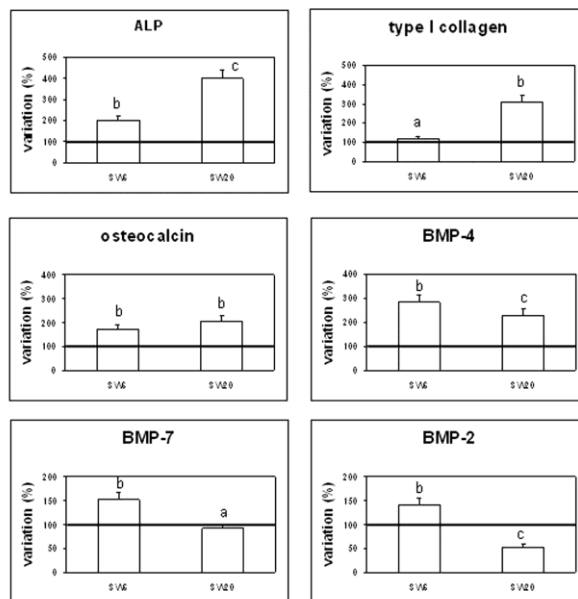 ALP
variation (%)
500
400
300
200
100
0
b
c
SW6
SW20
type I collagen
variation (%)
500
400
300
200
100
0
a
b
SW6
SW20
osteocalcin
variation (%)
400
300
200
100
0
b
b
SW6
SW20
BMP-4
variation (%)
400
300
200
100
0
b
c
SW6
SW20
BMP-7
variation (%)
200
150
100
50
0
b
a
SW6
SW20
BMP-2
variation (%)
200
150
100
50
0
b
c
SW6
SW20